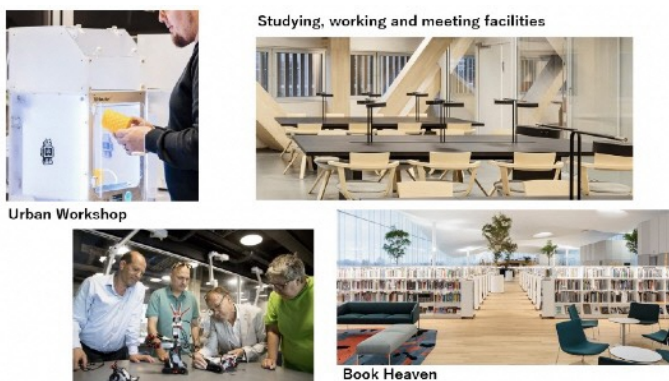 Studying, working and meeting facilities
Urban Workshop
Book Heaven